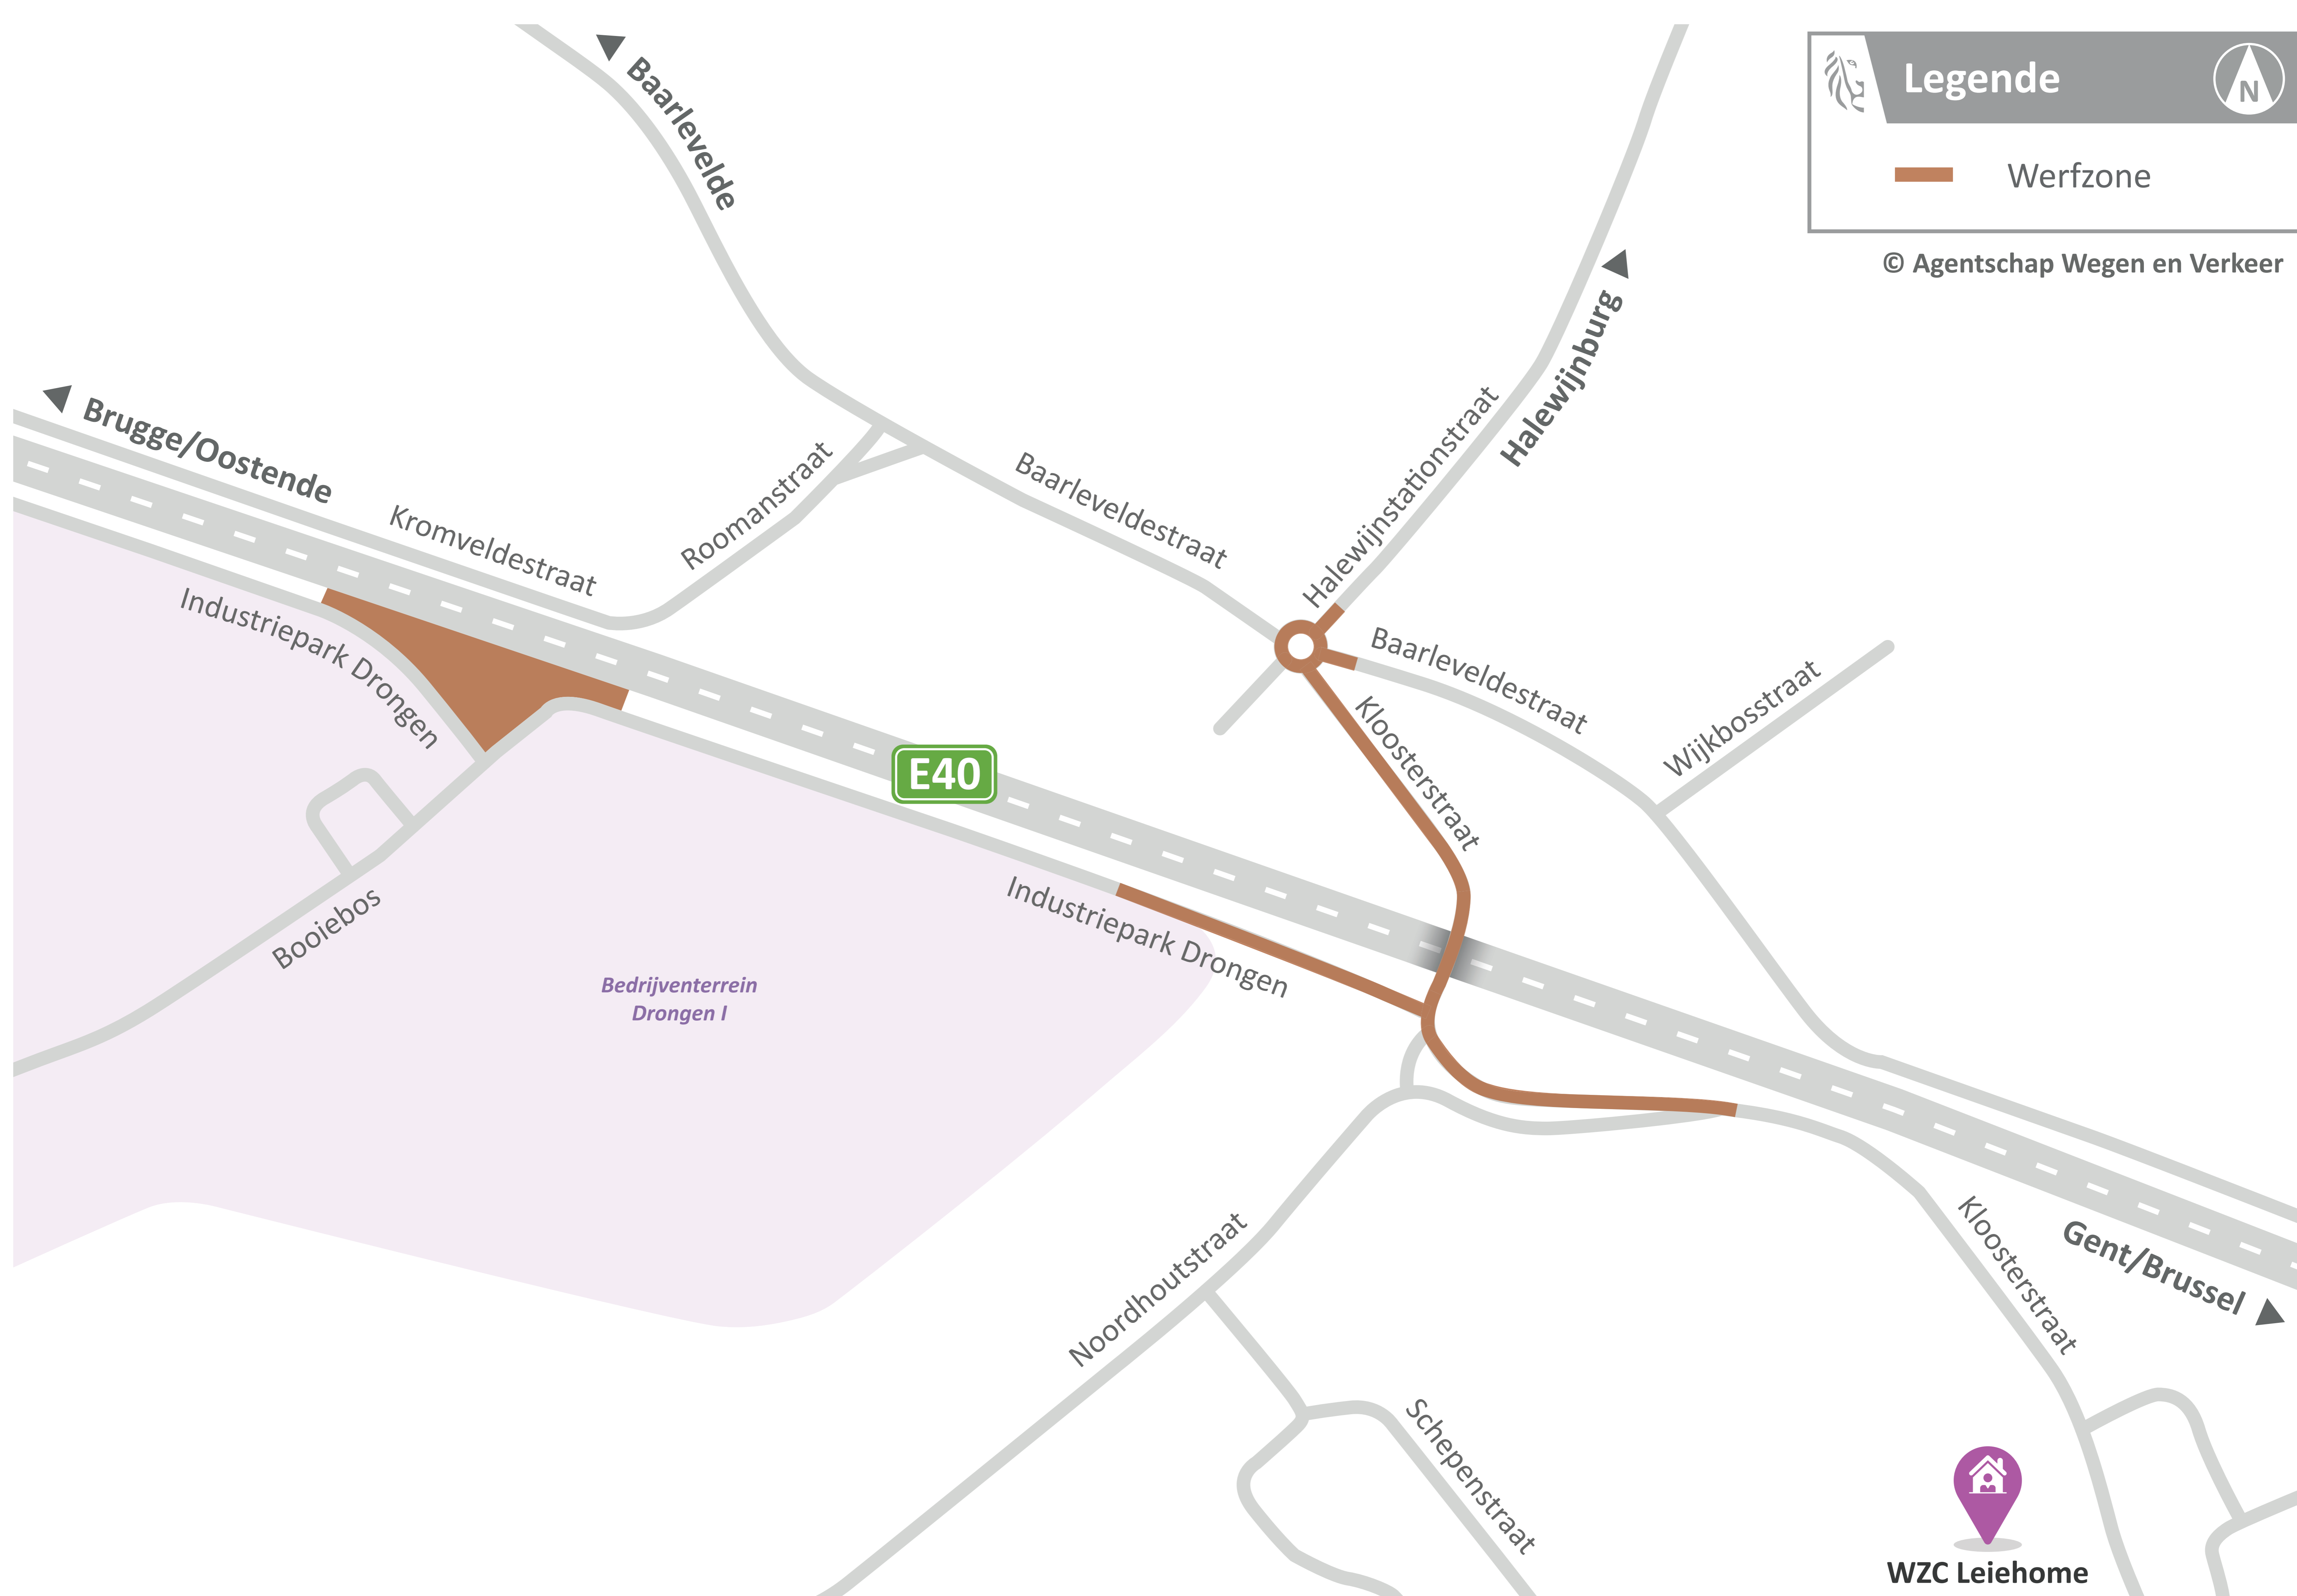 Baarlevelde
Legende
N
Werfzone
© Agentschap Wegen en Verkeer
Halewijnburg
Brugge/Oostende
Kromveldestraat
Roomanstraat
Baarleveldestraat
Halewijnstationstraat
Industriepark Drongen
Baarleveldestraat
Wijkbosstraat
Kloosterstraat
E40
Booiebos
Industriepark Drongen
Bedrijventerrein
Drongen I
Noordhoutstraat
Kloosterstraat
Gent/Brussel
Schepenstraat
WZC Leiehome